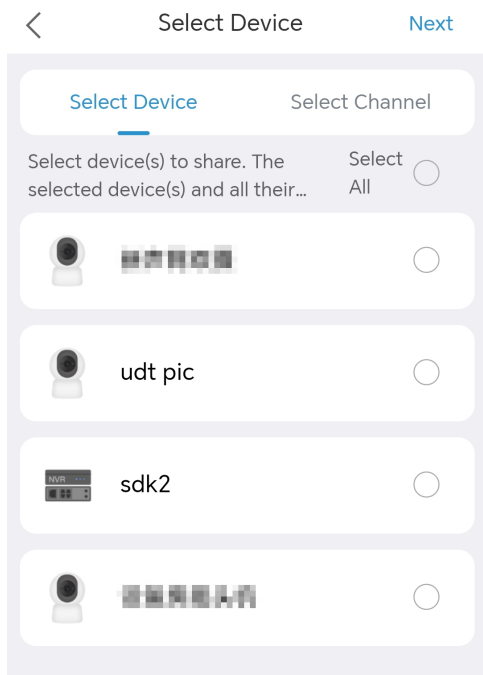 Select Device
Next
Select Device
Select Channel
Select device(s) to share. The
selected device(s) and all their...
Select
All
udt pic
NVR
sdk2